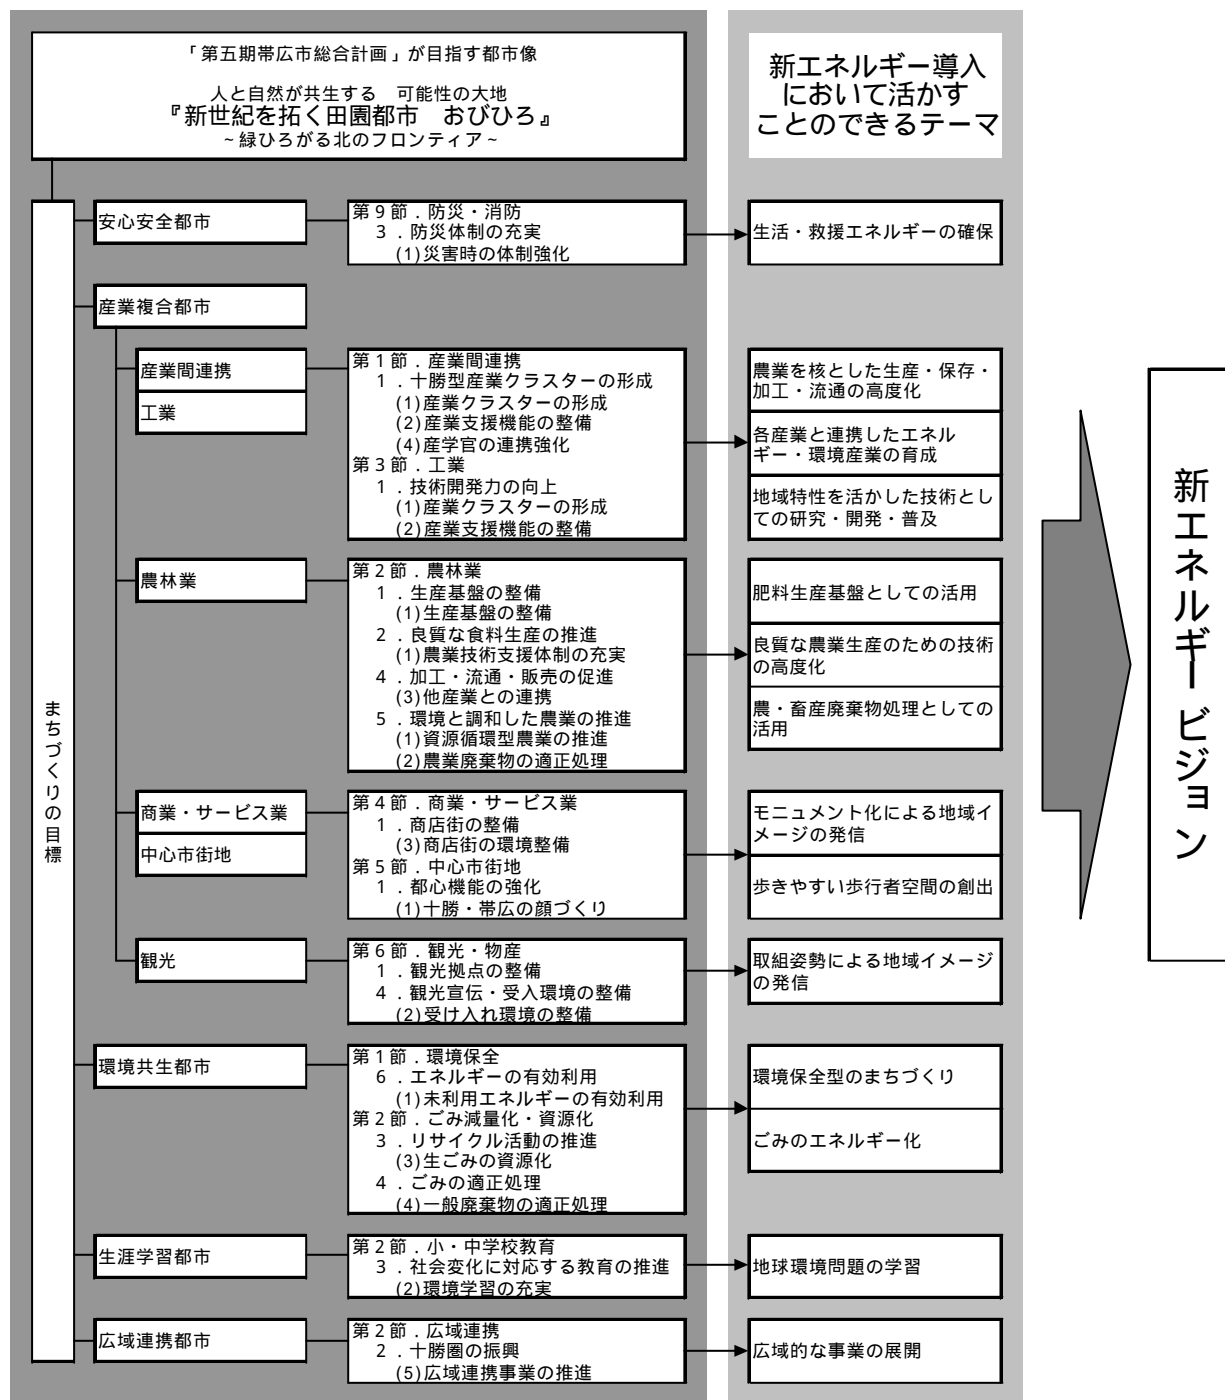 「第五期帯広市総合計画」が目指す都市像
人と自然が共生する　可能性の大地
『新世紀を拓く田園都市　おびひろ』
~緑ひろがる北のフロンティア~
新エネルギー導入
において活かす
ことのできるテーマ
まちづくりの目標
安心安全都市
第9節．防災・消防
3．防災体制の充実
(1)災害時の体制強化
生活・救援エネルギーの確保
産業複合都市
産業間連携
工業
第1節．産業間連携
1．十勝型産業クラスターの形成
(1)産業クラスターの形成
(2)産業支援機能の整備
(4)産学官の連携強化
第3節．工業
1．技術開発力の向上
(1)産業クラスターの形成
(2)産業支援機能の整備
農業を核とした生産・保存・
加工・流通の高度化
各産業と連携したエネル
ギー・環境産業の育成
地域特性を活かした技術とし
ての研究・開発・普及
農林業
第2節．農林業
1．生産基盤の整備
(1)生産基盤の整備
2．良質な食料生産の推進
(1)農業技術支援体制の充実
4．加工・流通・販売の促進
(3)他産業との連携
5．環境と調和した農業の推進
(1)資源循環型農業の推進
(2)農業廃棄物の適正処理
肥料生産基盤としての活用
良質な農業生産のための技術
の高度化
農・畜産廃棄物処理としての
活用
商業・サービス業
中心市街地
第4節．商業・サービス業
1．商店街の整備
(3)商店街の環境整備
第5節．中心市街地
1．都心機能の強化
(1)十勝・帯広の顔づくり
モニュメント化による地域イ
メージの発信
歩きやすい歩行者空間の創出
観光
第6節．観光・物産
1．観光拠点の整備
4．観光宣伝・受入環境の整備
(2)受け入れ環境の整備
取組姿勢による地域イメージ
の発信
環境共生都市
第1節．環境保全
6．エネルギーの有効利用
(1)未利用エネルギーの有効利用
第2節．ごみ減量化・資源化
3．リサイクル活動の推進
(3)生ごみの資源化
4．ごみの適正処理
(4)一般廃棄物の適正処理
環境保全型のまちづくり
ごみのエネルギー化
生涯学習都市
第2節．小・中学校教育
3．社会変化に対応する教育の推進
(2)環境学習の充実
地球環境問題の学習
広域連携都市
第2節．広域連携
2．十勝圏の振興
(5)広域連携事業の推進
広域的な事業の展開
新エネルギービジョン